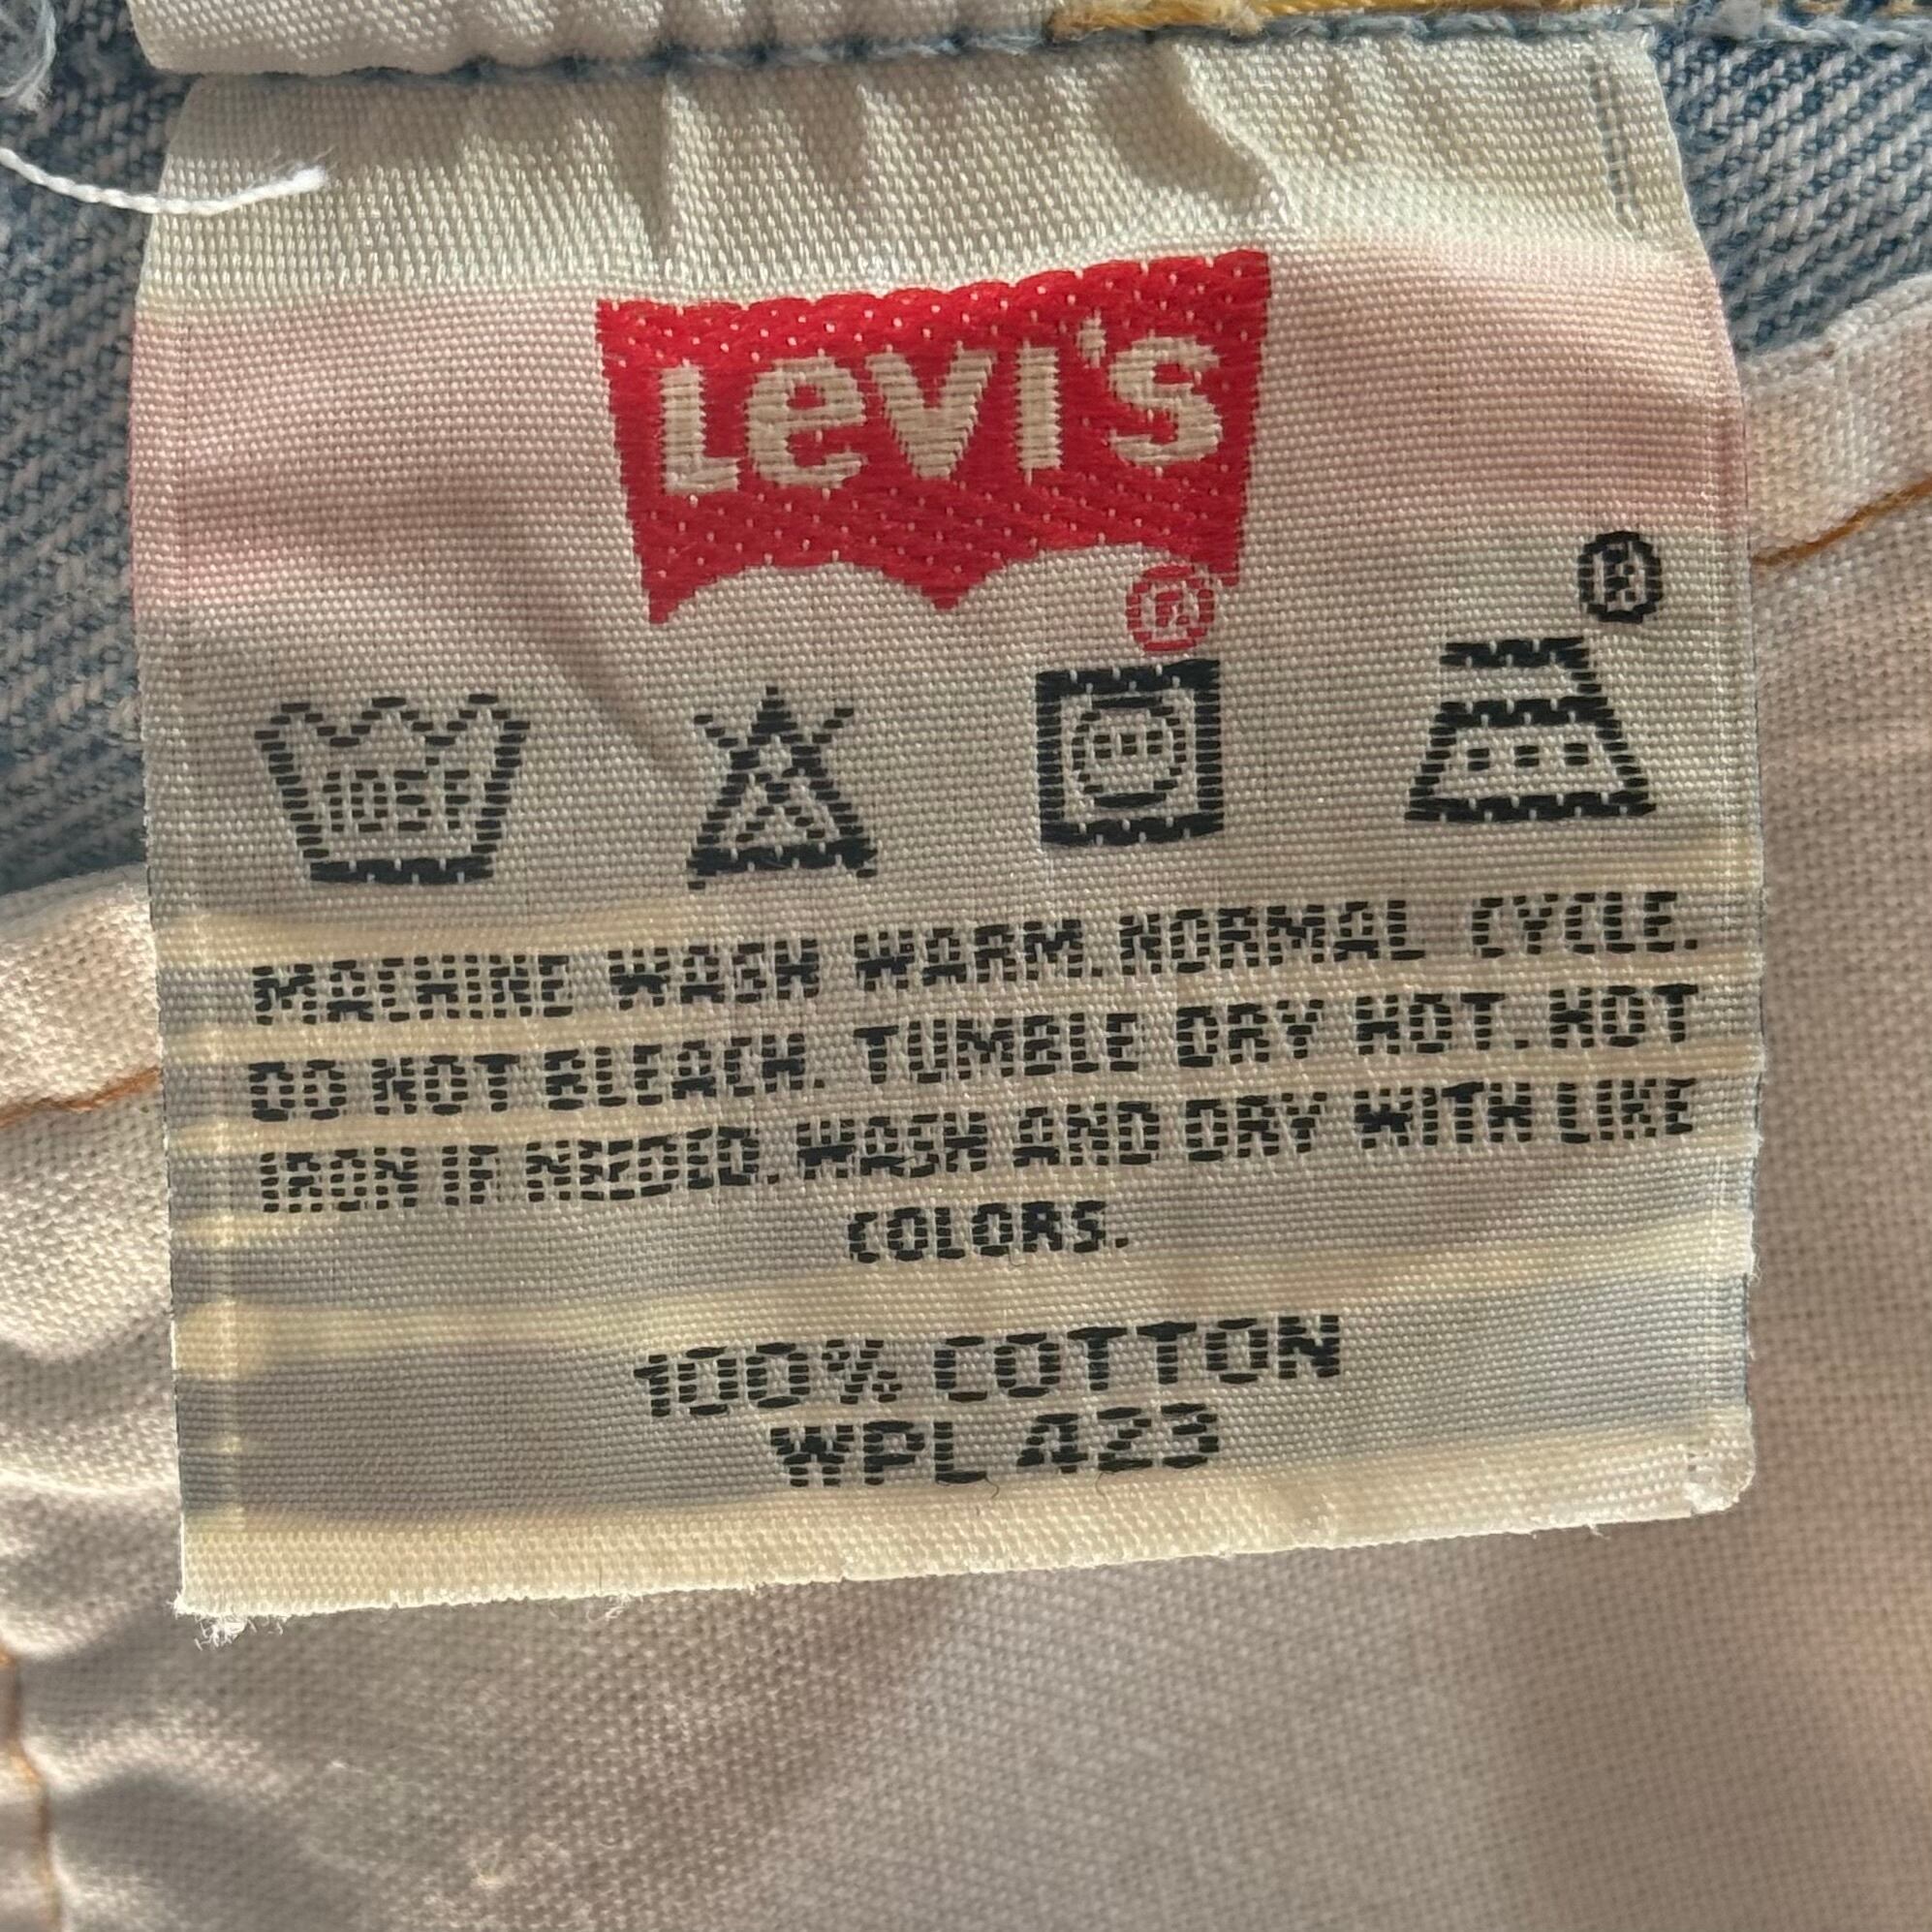 LEVI'S
®
®
105F
MACHINE WASH WARM. NORMAL CYCLE.
DO NOT BLEACH. TUMBLE DRY HOT. HOT
IRON IF NEEDED. WASH AND DRY WITH LIKE
COLORS.
100% COTTON
WPL 423